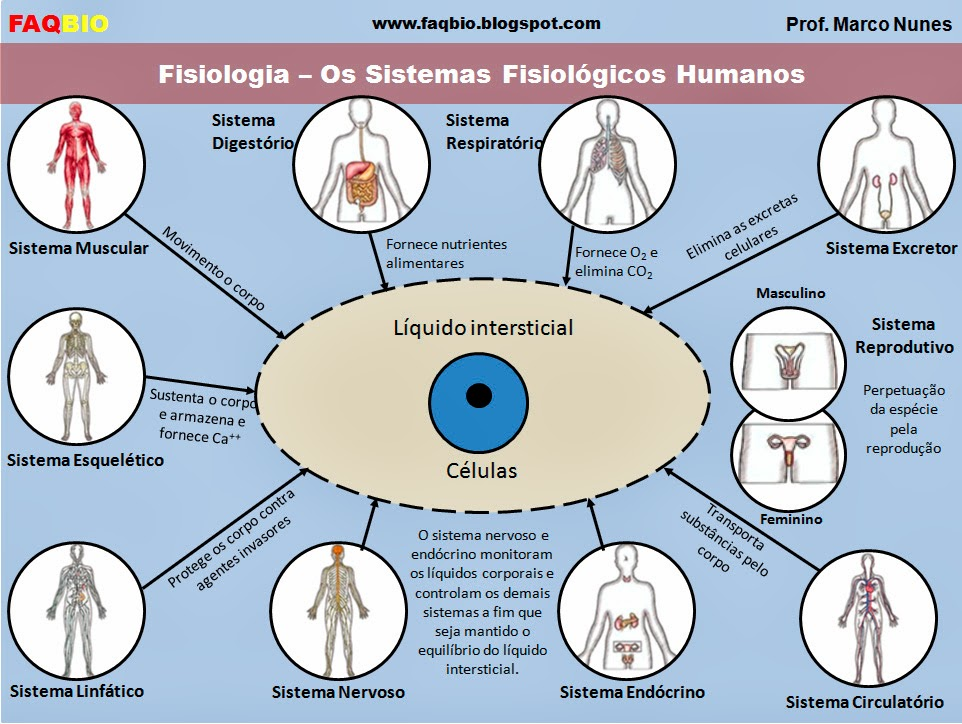 FAQBIO
www.faqbio.blogspot.com
Prof. Marco Nunes
Fisiologia – Os Sistemas Fisiológicos Humanos
Sistema
Digestório
Sistema
Respiratório
Sistema Muscular
Movimento o corpo
Fornece nutrientes
alimentares
Fornece O₂ e
elimina CO₂
Elimina as excretas
celulares
Sistema Excretor
Líquido intersticial
Células
Masculino
Sistema
Reprodutivo
Perpetuação
da espécie
pela
reprodução
Feminino
Sustenta o corpo
e armazena e
fornece Ca⁺⁺
Sistema Esquelético
Protege os corpo contra
agentes invasores
O sistema nervoso e
endócrino monitoram
os líquidos corporais e
controlam os demais
sistemas a fim que
seja mantido o
equilíbrio do líquido
intersticial.
Transporta
substâncias pelo
corpo
Sistema Linfático
Sistema Nervoso
Sistema Endócrino
Sistema Circulatório